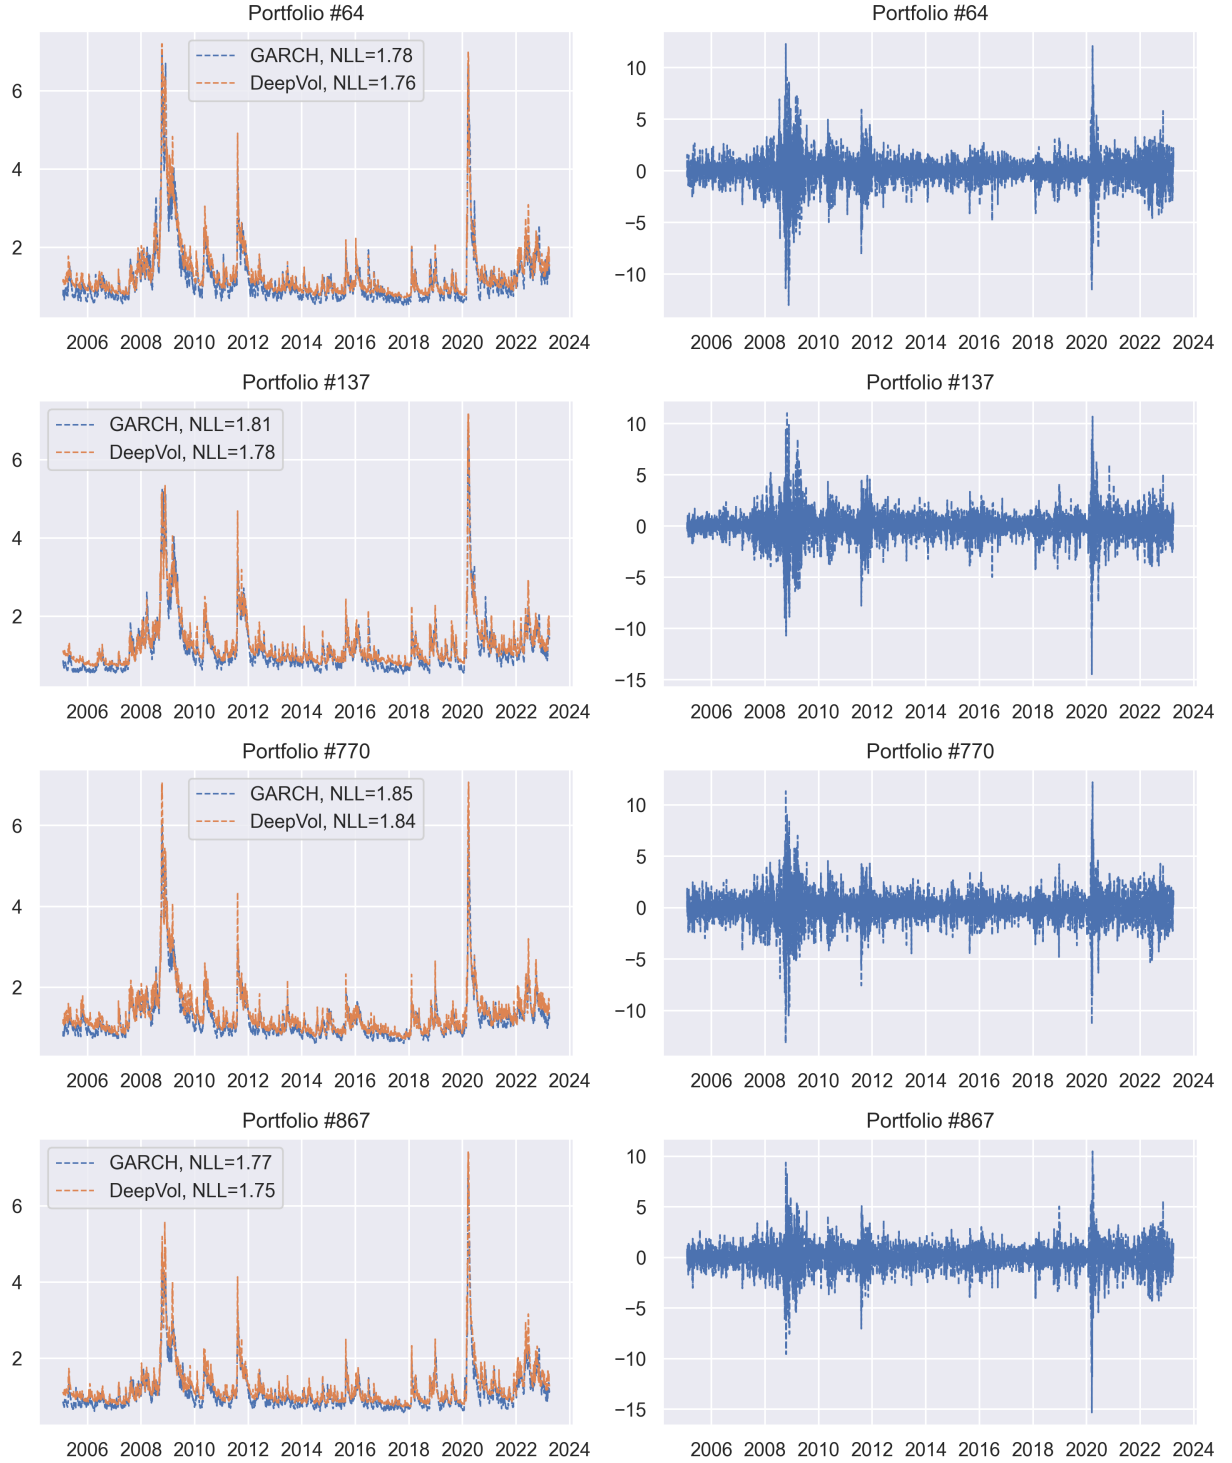 Portfolio #64
GARCH, NLL=1.78
DeepVol, NLL=1.76
6
4
2
2006 2008 2010 2012 2014 2016 2018 2020 2022 2024
Portfolio #64
10
5
0
−5
−10
2006 2008 2010 2012 2014 2016 2018 2020 2022 2024
Portfolio #137
GARCH, NLL=1.81
DeepVol, NLL=1.78
6
4
2
2006 2008 2010 2012 2014 2016 2018 2020 2022 2024
Portfolio #137
10
5
0
−5
−10
−15
2006 2008 2010 2012 2014 2016 2018 2020 2022 2024
Portfolio #770
GARCH, NLL=1.85
DeepVol, NLL=1.84
6
4
2
2006 2008 2010 2012 2014 2016 2018 2020 2022 2024
Portfolio #770
10
5
0
−5
−10
2006 2008 2010 2012 2014 2016 2018 2020 2022 2024
Portfolio #867
GARCH, NLL=1.77
DeepVol, NLL=1.75
6
4
2
2006 2008 2010 2012 2014 2016 2018 2020 2022 2024
Portfolio #867
10
5
0
−5
−10
−15
2006 2008 2010 2012 2014 2016 2018 2020 2022 2024